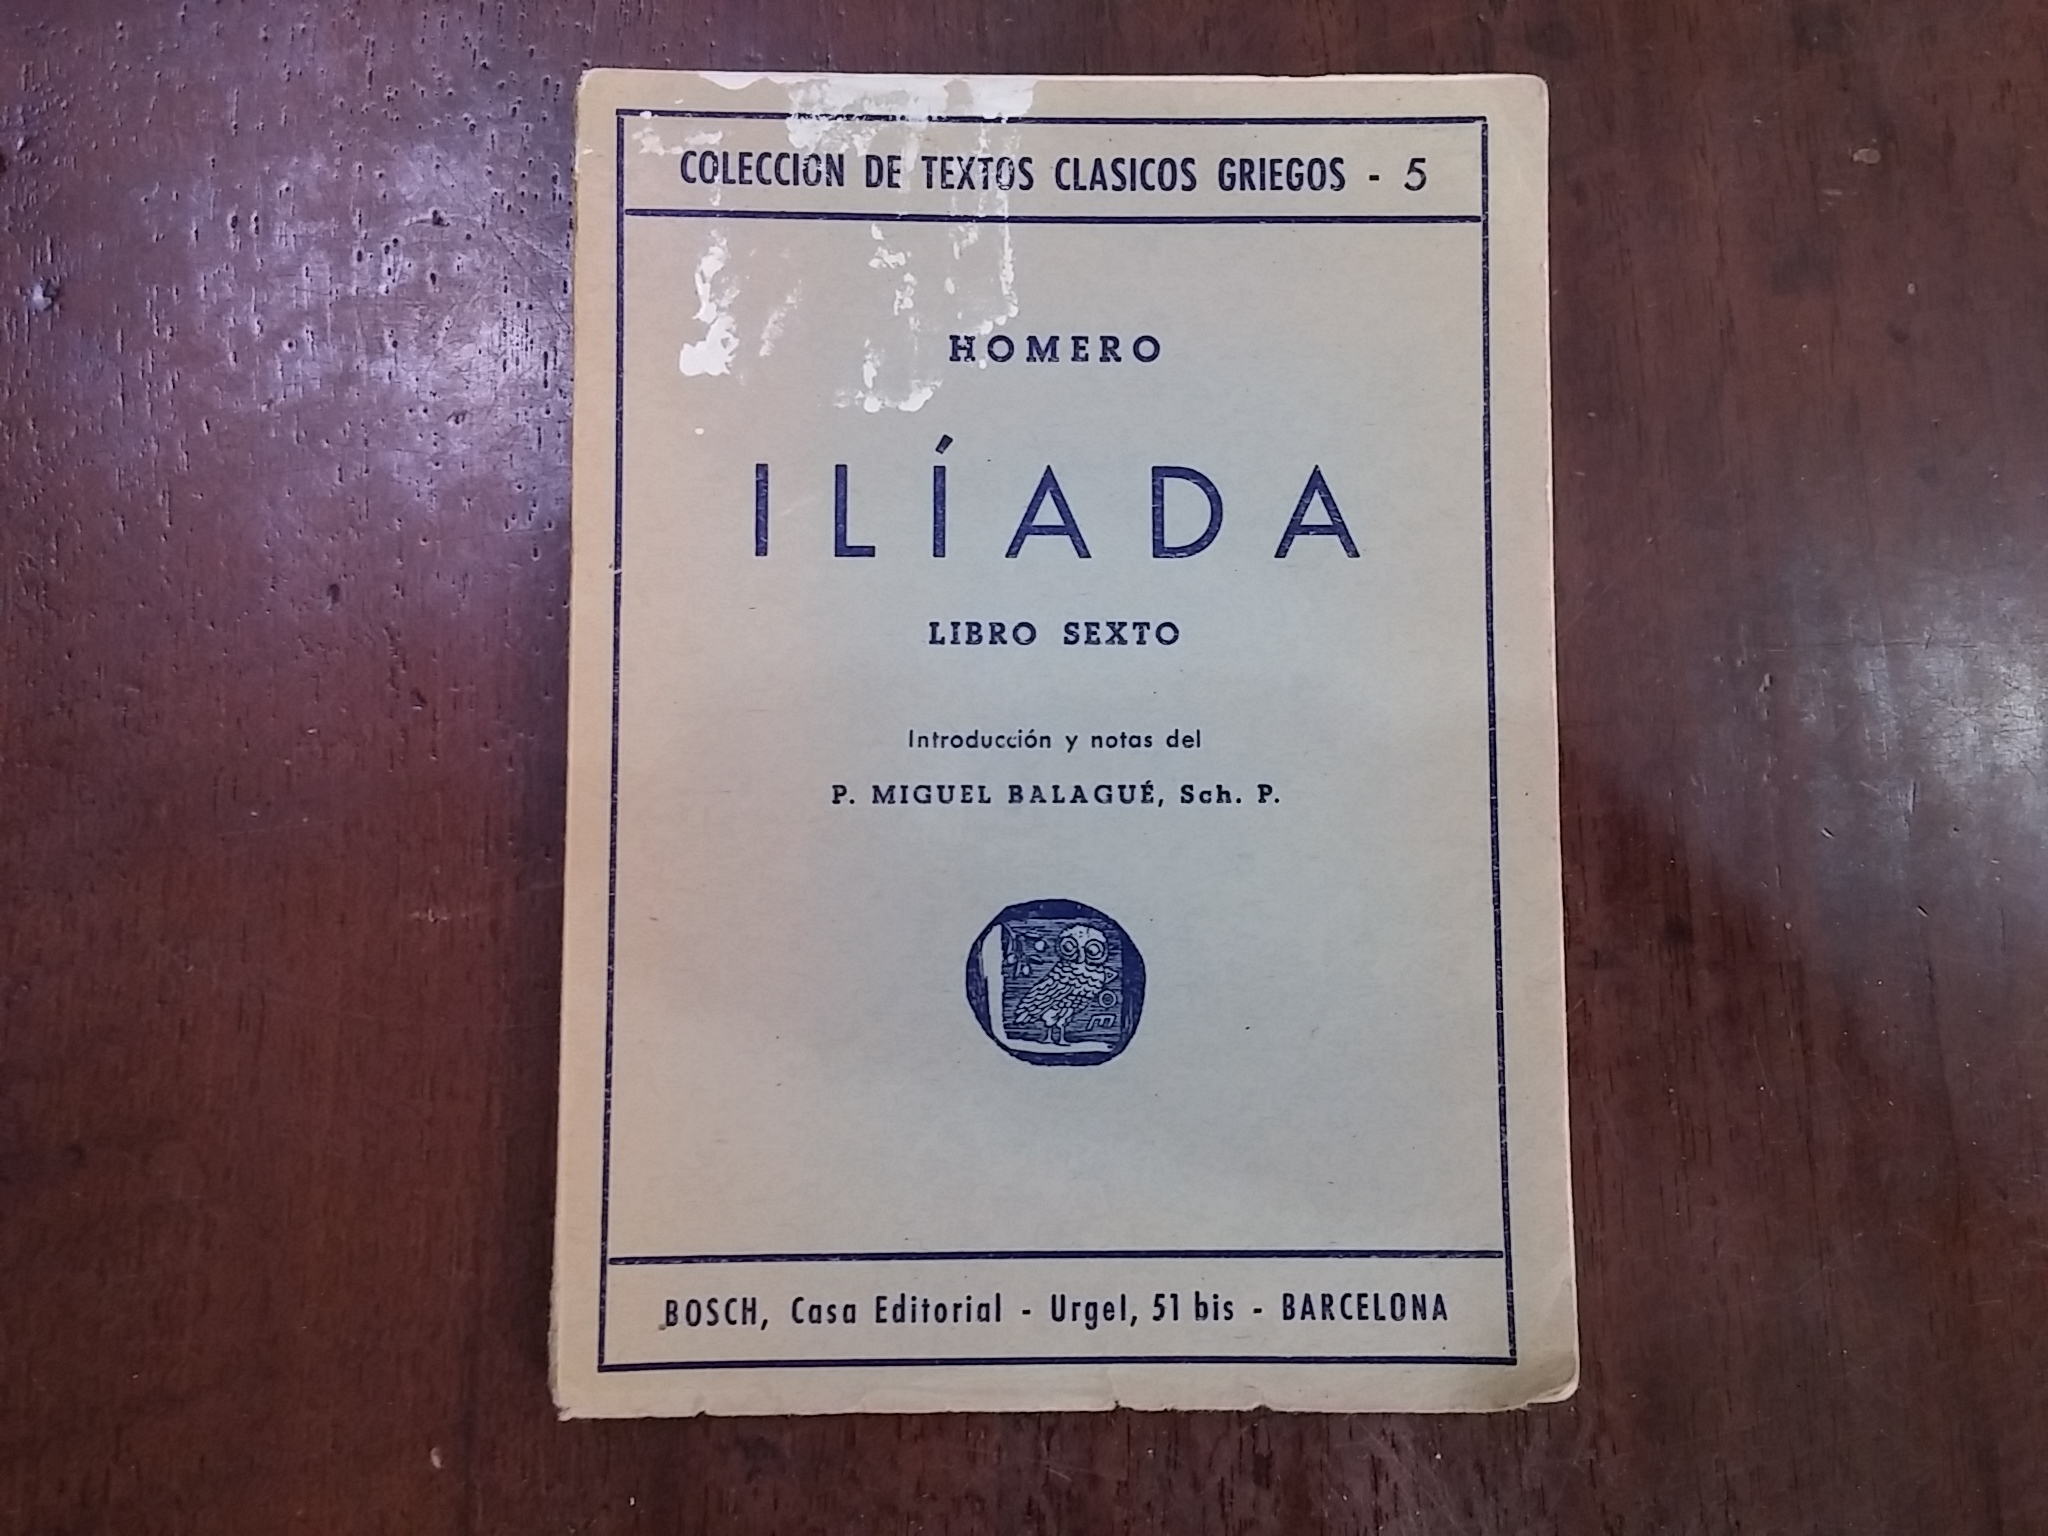 COLECCION DE TEXTOS CLASICOS GRIEGOS - 5
HOMERO
ILÍADA
LIBRO SEXTO
Introducción y notas del
P. MIGUEL BALAGUÉ, Sch. P.
BOSCH, Casa Editorial - Urgel, 51 bis - BARCELONA